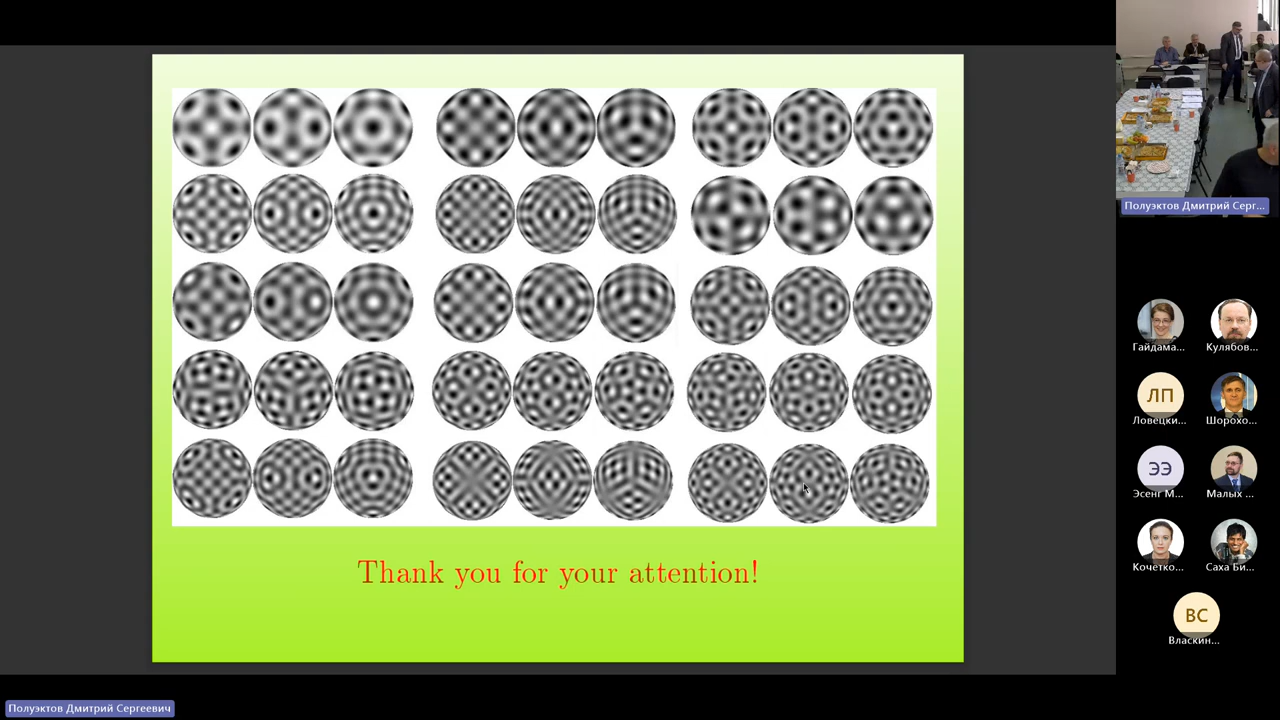 Thank you for your attention!
Полуэктов Дмитрий Серг...
Гайдама...
Кулябов...
ЛП
Ловецки...
Шорохо...
ЭЭ
Эсенг М...
Малых ...
Кочетко...
Саха Би...
ВС
Власкин...
Полуэктов Дмитрий Сергеевич